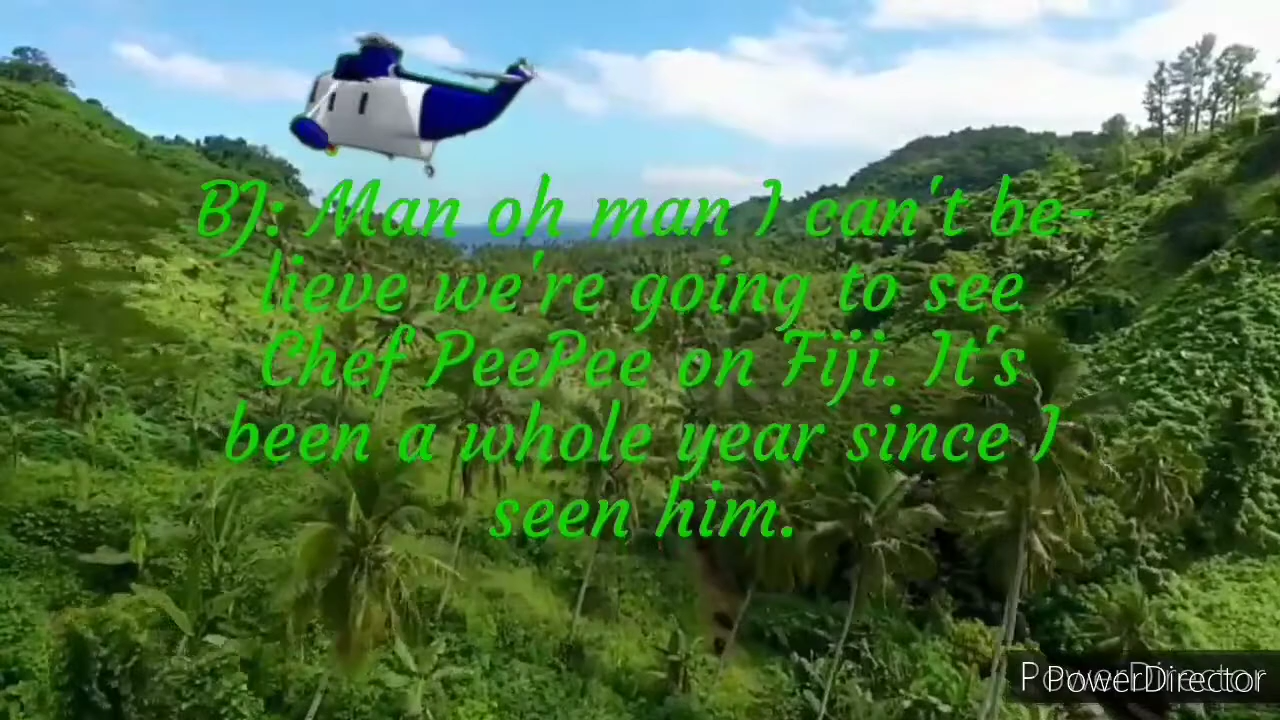 BJ: Man oh man I can't be-
lieve we're going to see
Chef PeePee on Fiji. It's
been a whole year since I
seen him.
PowerDirector
PowerDirector